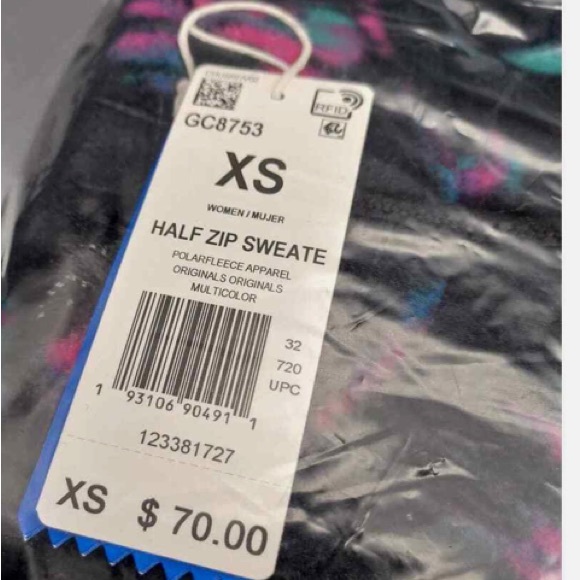 RFID
GC8753
XS
WOMEN / MUJER
HALF ZIP SWEATE
POLARFLEECE APPAREL
ORIGINALS ORIGINALS
MULTICOLOR
32
720
UPC
1 93106 90491 1
123381727
XS $ 70.00